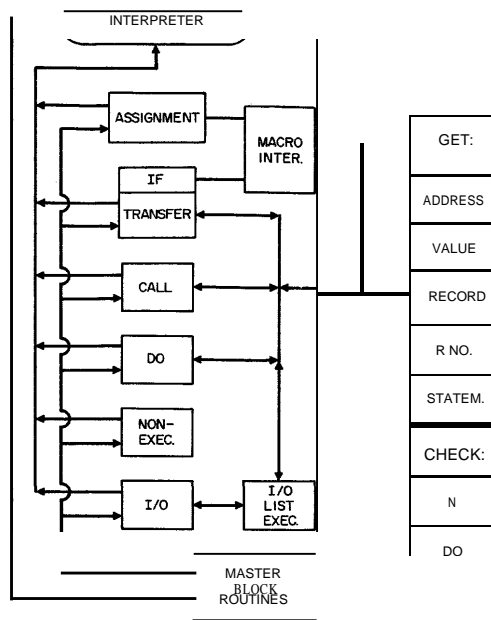 INTERPRETER
ASSIGNMENT
MACRO
INTER.
IF
TRANSFER
CALL
DO
NON-
EXEC.
I/O
I/O
LIST
EXEC.
MASTER
BLOCK
ROUTINES
GET:
ADDRESS
VALUE
RECORD
R NO.
STATEM.
CHECK:
N
DO